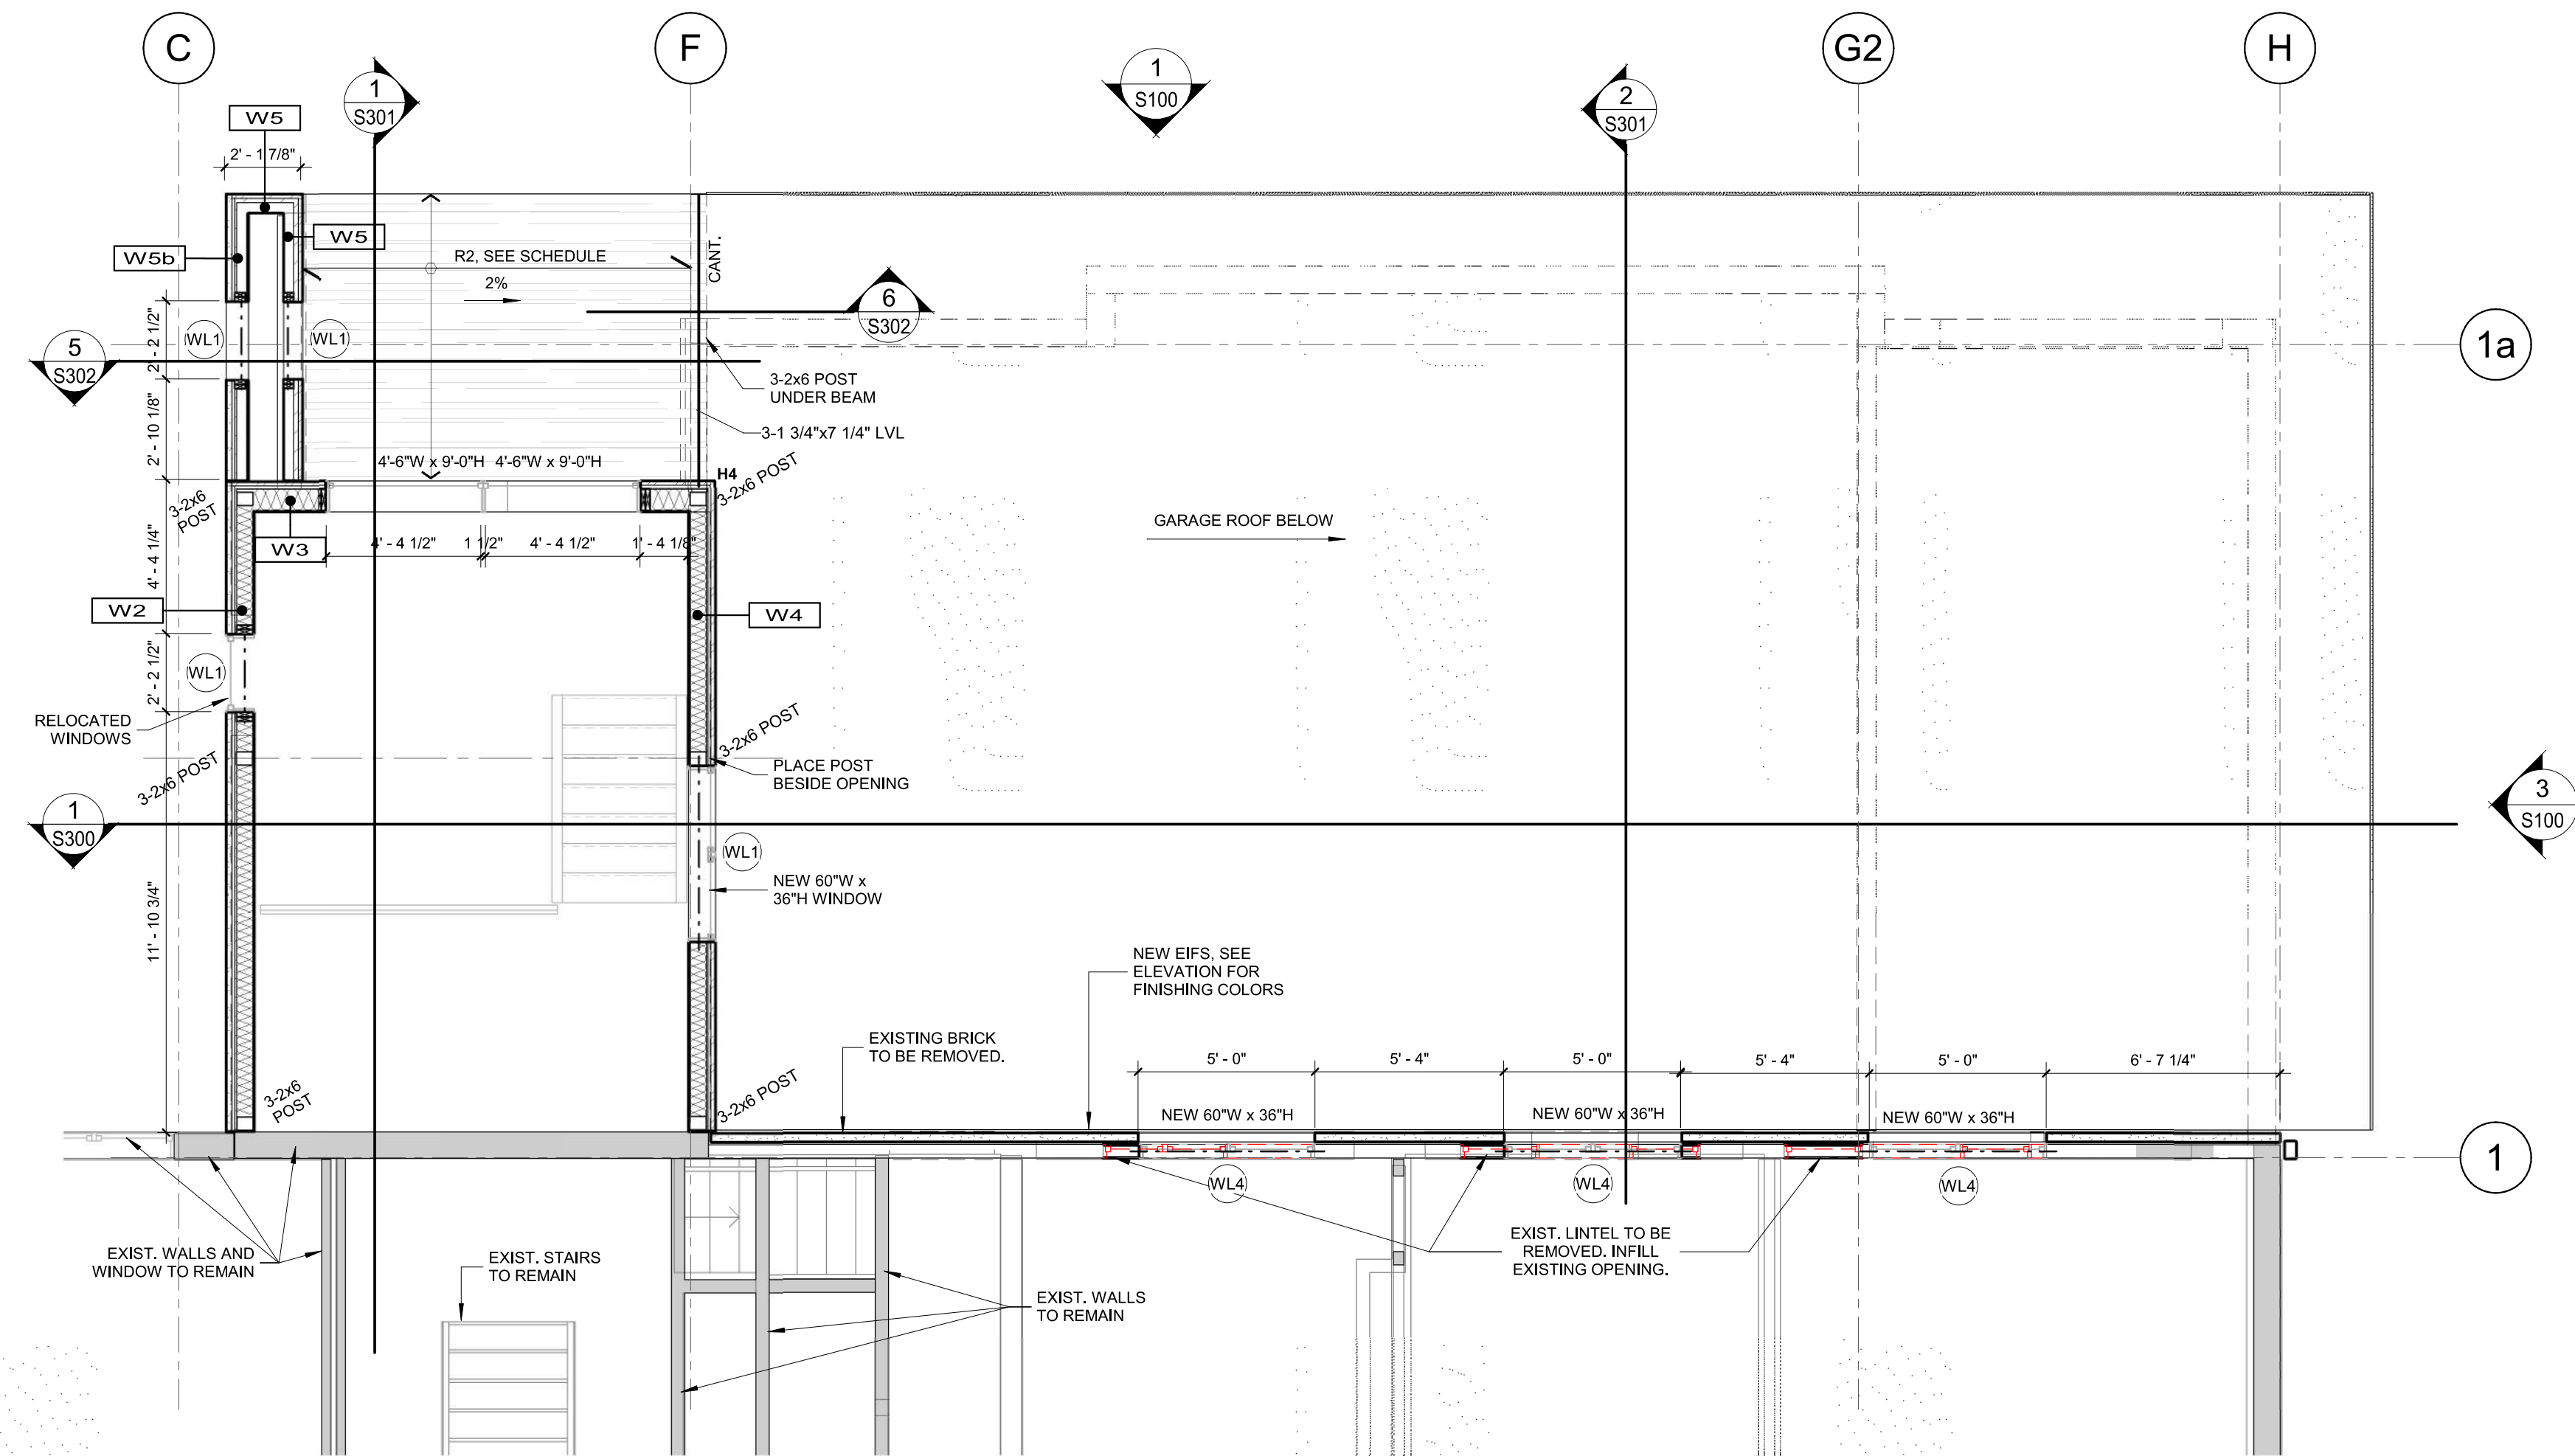 C
F
G2
H
1
S301
1
S100
2
S301
W5
2' - 1 7/8"
W5
W5b
R2, SEE SCHEDULE
2%
CANT.
6
S302
2' - 2 1/2"
WL1
WL1
5
S302
1a
3-2x6 POST
UNDER BEAM
3-1 3/4"x7 1/4" LVL
2' - 10 1/8"
4'-6"W x 9'-0"H
4'-6"W x 9'-0"H
H4
3-2x6 POST
3-2x6
POST
W3
4' - 4 1/2"
1 1/2"
4' - 4 1/2"
1' - 4 1/8"
GARAGE ROOF BELOW
4' - 4 1/4"
W2
W4
2' - 2 1/2"
WL1
RELOCATED
WINDOWS
3-2x6 POST
3-2x6 POST
PLACE POST
BESIDE OPENING
1
S300
3
S100
WL1
NEW 60"W x
36"H WINDOW
11' - 10 3/4"
NEW EIFS, SEE
ELEVATION FOR
FINISHING COLORS
EXISTING BRICK
TO BE REMOVED.
5' - 0"
5' - 4"
5' - 0"
5' - 4"
5' - 0"
6' - 7 1/4"
3-2x6
POST
3-2x6 POST
NEW 60"W x 36"H
NEW 60"W x 36"H
NEW 60"W x 36"H
1
WL4
WL4
WL4
EXIST. WALLS AND
WINDOW TO REMAIN
EXIST. STAIRS
TO REMAIN
EXIST. WALLS
TO REMAIN
EXIST. LINTEL TO BE
REMOVED. INFILL
EXISTING OPENING.